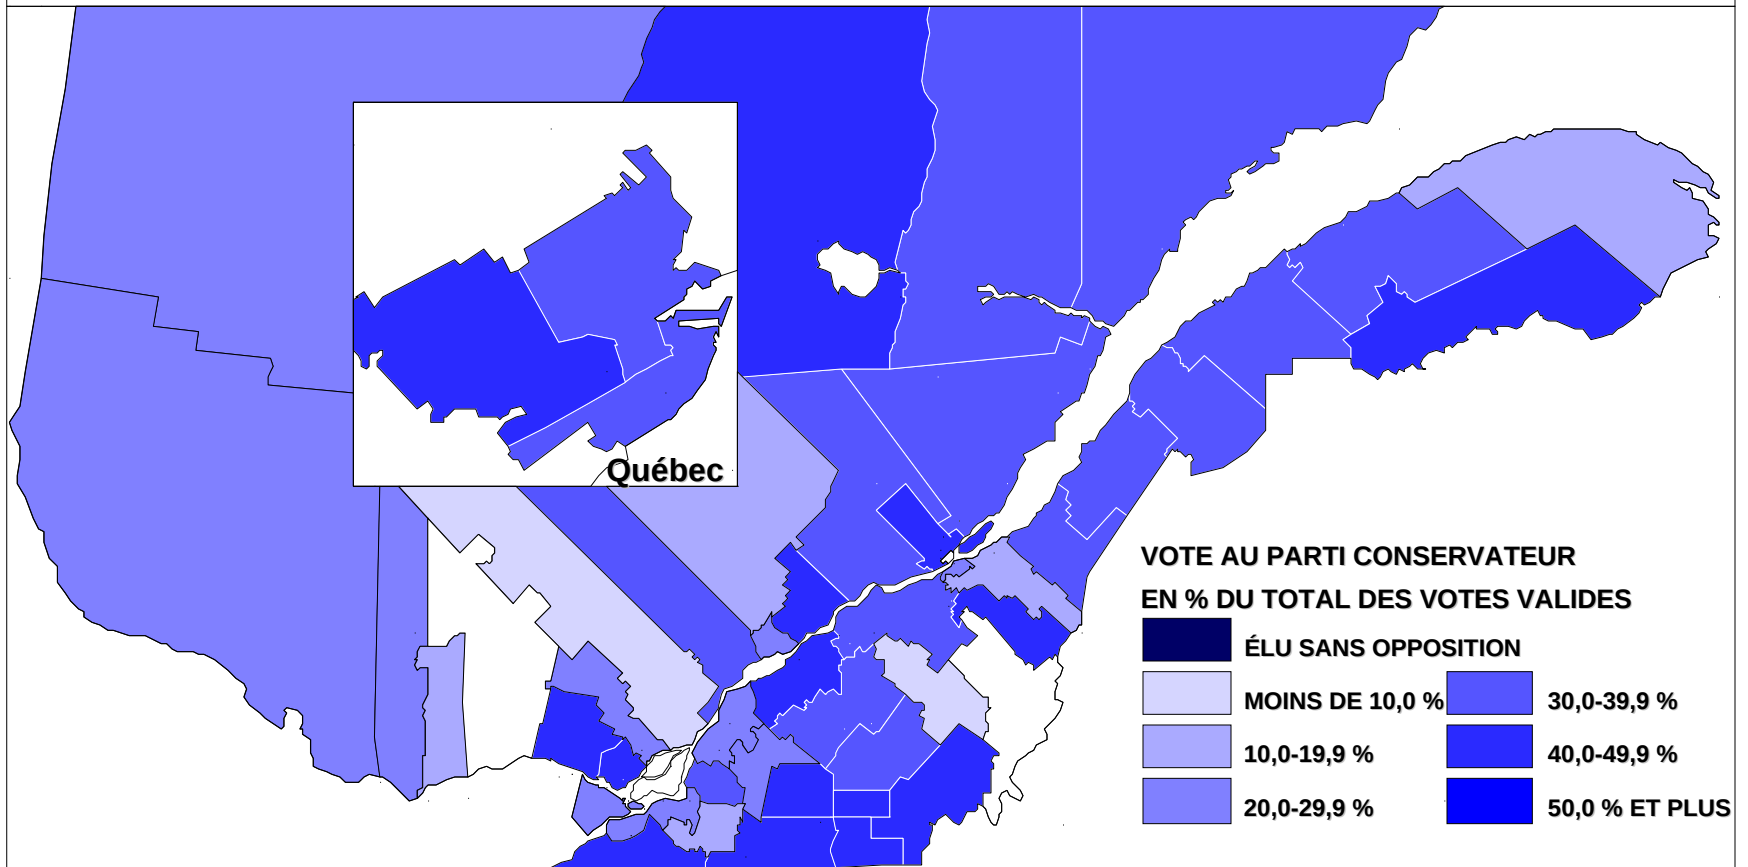 Québec
VOTE AU PARTI CONSERVATEUR
EN % DU TOTAL DES VOTES VALIDES
ÉLU SANS OPPOSITION
MOINS DE 10,0 %
10,0-19,9 %
20,0-29,9 %
30,0-39,9 %
40,0-49,9 %
50,0 % ET PLUS